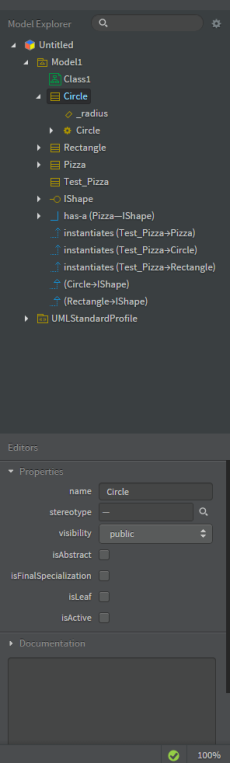 Model Explorer
Untitled
Model1
Class1
Circle
_radius
Circle
Rectangle
Pizza
Test_Pizza
IShape
has-a (Pizza—IShape)
instantiates (Test_Pizza→Pizza)
instantiates (Test_Pizza→Circle)
instantiates (Test_Pizza→Rectangle)
(Circle→IShape)
(Rectangle→IShape)
UMLStandardProfile
Editors
Properties
name Circle
stereotype —
visibility public
isAbstract
isFinalSpecialization
isLeaf
isActive
Documentation
100%